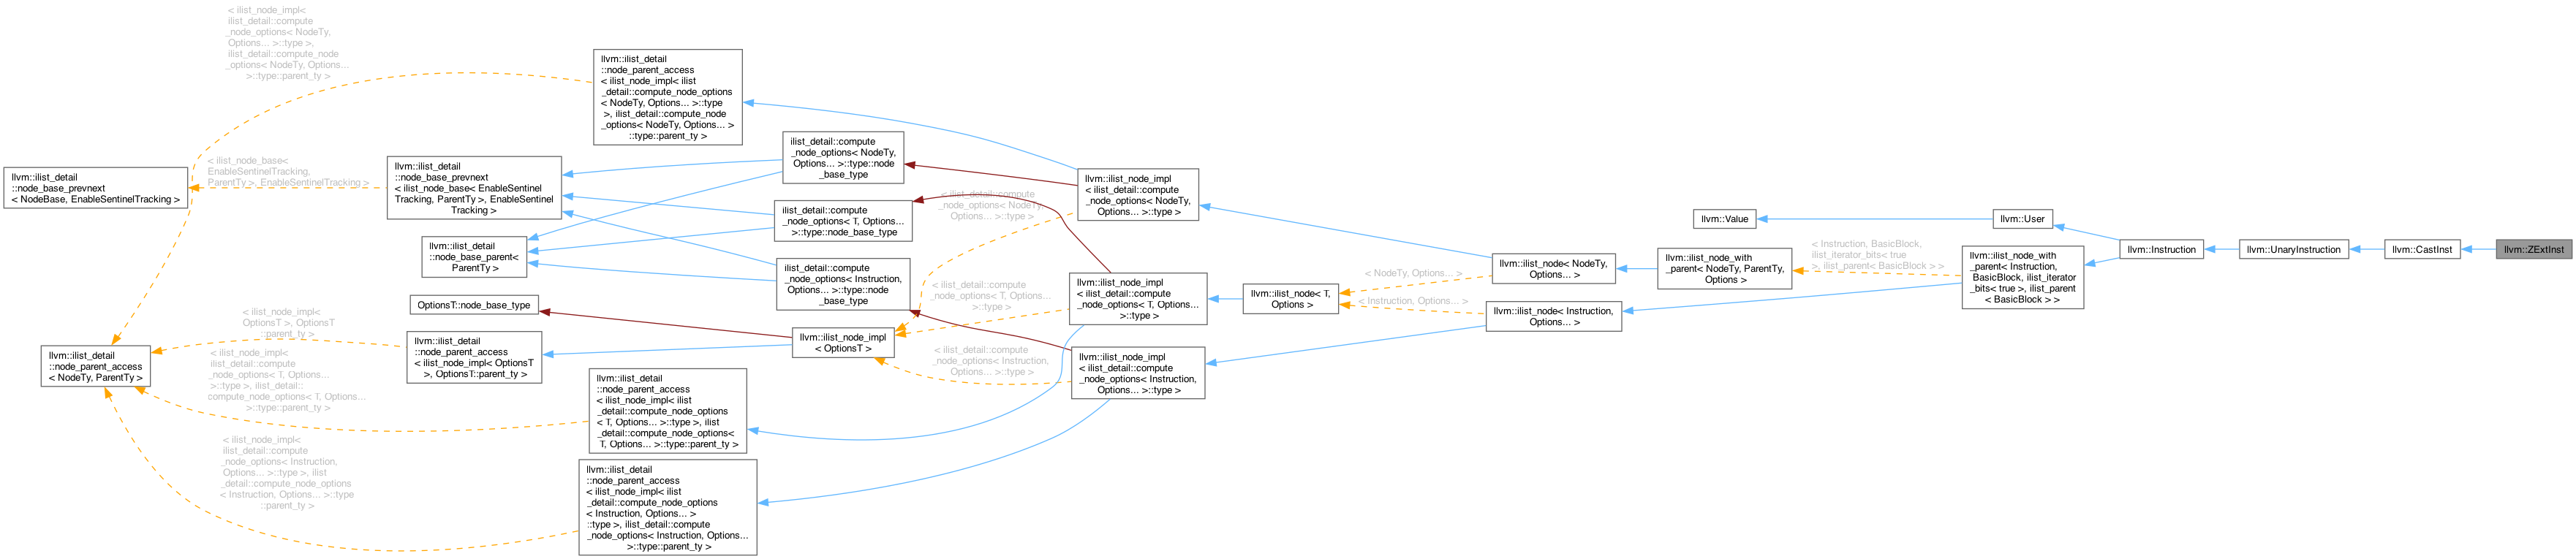 < ilist_node_impl<
ilist_detail::compute
_node_options< NodeTy,
Options... >::type >,
ilist_detail::compute_node
_options< NodeTy, Options...
>::type::parent_ty >
llvm::ilist_detail
::node_parent_access
< ilist_node_impl< ilist
_detail::compute_node_options
< NodeTy, Options... >::type
>, ilist_detail::compute_node
_options< NodeTy, Options... >
::type::parent_ty >
llvm::ilist_detail
::node_base_prevnext
< NodeBase, EnableSentinelTracking >
< ilist_node_base<
EnableSentinelTracking,
ParentTy >, EnableSentinelTracking >
llvm::ilist_detail
::node_base_prevnext
< ilist_node_base< EnableSentinel
Tracking, ParentTy >, EnableSentinel
Tracking >
ilist_detail::compute
_node_options< NodeTy,
Options... >::type::node
_base_type
ilist_detail::compute
_node_options< T, Options...
>::type::node_base_type
llvm::ilist_detail
::node_base_parent<
ParentTy >
ilist_detail::compute
_node_options< Instruction,
Options... >::type::node
_base_type
OptionsT::node_base_type
llvm::ilist_node_impl
< OptionsT >
< ilist_node_impl<
OptionsT >, OptionsT
::parent_ty >
llvm::ilist_detail
::node_parent_access
< ilist_node_impl< OptionsT
>, OptionsT::parent_ty >
llvm::ilist_detail
::node_parent_access
< NodeTy, ParentTy >
< ilist_node_impl<
ilist_detail::compute
_node_options< T, Options...
>::type >, ilist_detail::
compute_node_options< T, Options...
>::type::parent_ty >
llvm::ilist_detail
::node_parent_access
< ilist_node_impl< ilist
_detail::compute_node_options
< T, Options... >::type >, ilist
_detail::compute_node_options<
T, Options... >::type::parent_ty >
< ilist_node_impl<
ilist_detail::compute
_node_options< Instruction,
Options... >::type >, ilist
_detail::compute_node_options
< Instruction, Options... >::type
::parent_ty >
llvm::ilist_detail
::node_parent_access
< ilist_node_impl< ilist
_detail::compute_node_options
< Instruction, Options... >
::type >, ilist_detail::compute
_node_options< Instruction, Options...
>::type::parent_ty >
llvm::ilist_node_impl
< ilist_detail::compute
_node_options< NodeTy,
Options... >::type >
< ilist_detail::compute
_node_options< NodeTy,
Options... >::type >
llvm::ilist_node_impl
< ilist_detail::compute
_node_options< T, Options...
>::type >
< ilist_detail::compute
_node_options< T, Options...
>::type >
llvm::ilist_node_impl
< ilist_detail::compute
_node_options< Instruction,
Options... >::type >
< ilist_detail::compute
_node_options< Instruction,
Options... >::type >
llvm::ilist_node< T,
Options >
< NodeTy, Options... >
< Instruction, Options... >
llvm::ilist_node< NodeTy,
Options... >
llvm::ilist_node< Instruction,
Options... >
llvm::ilist_node_with
_parent< NodeTy, ParentTy,
Options >
< Instruction, BasicBlock,
ilist_iterator_bits< true
>, ilist_parent< BasicBlock > >
llvm::ilist_node_with
_parent< Instruction,
BasicBlock, ilist_iterator
_bits< true >, ilist_parent
< BasicBlock > >
llvm::Value
llvm::User
llvm::Instruction
llvm::UnaryInstruction
llvm::CastInst
llvm::ZExtInst